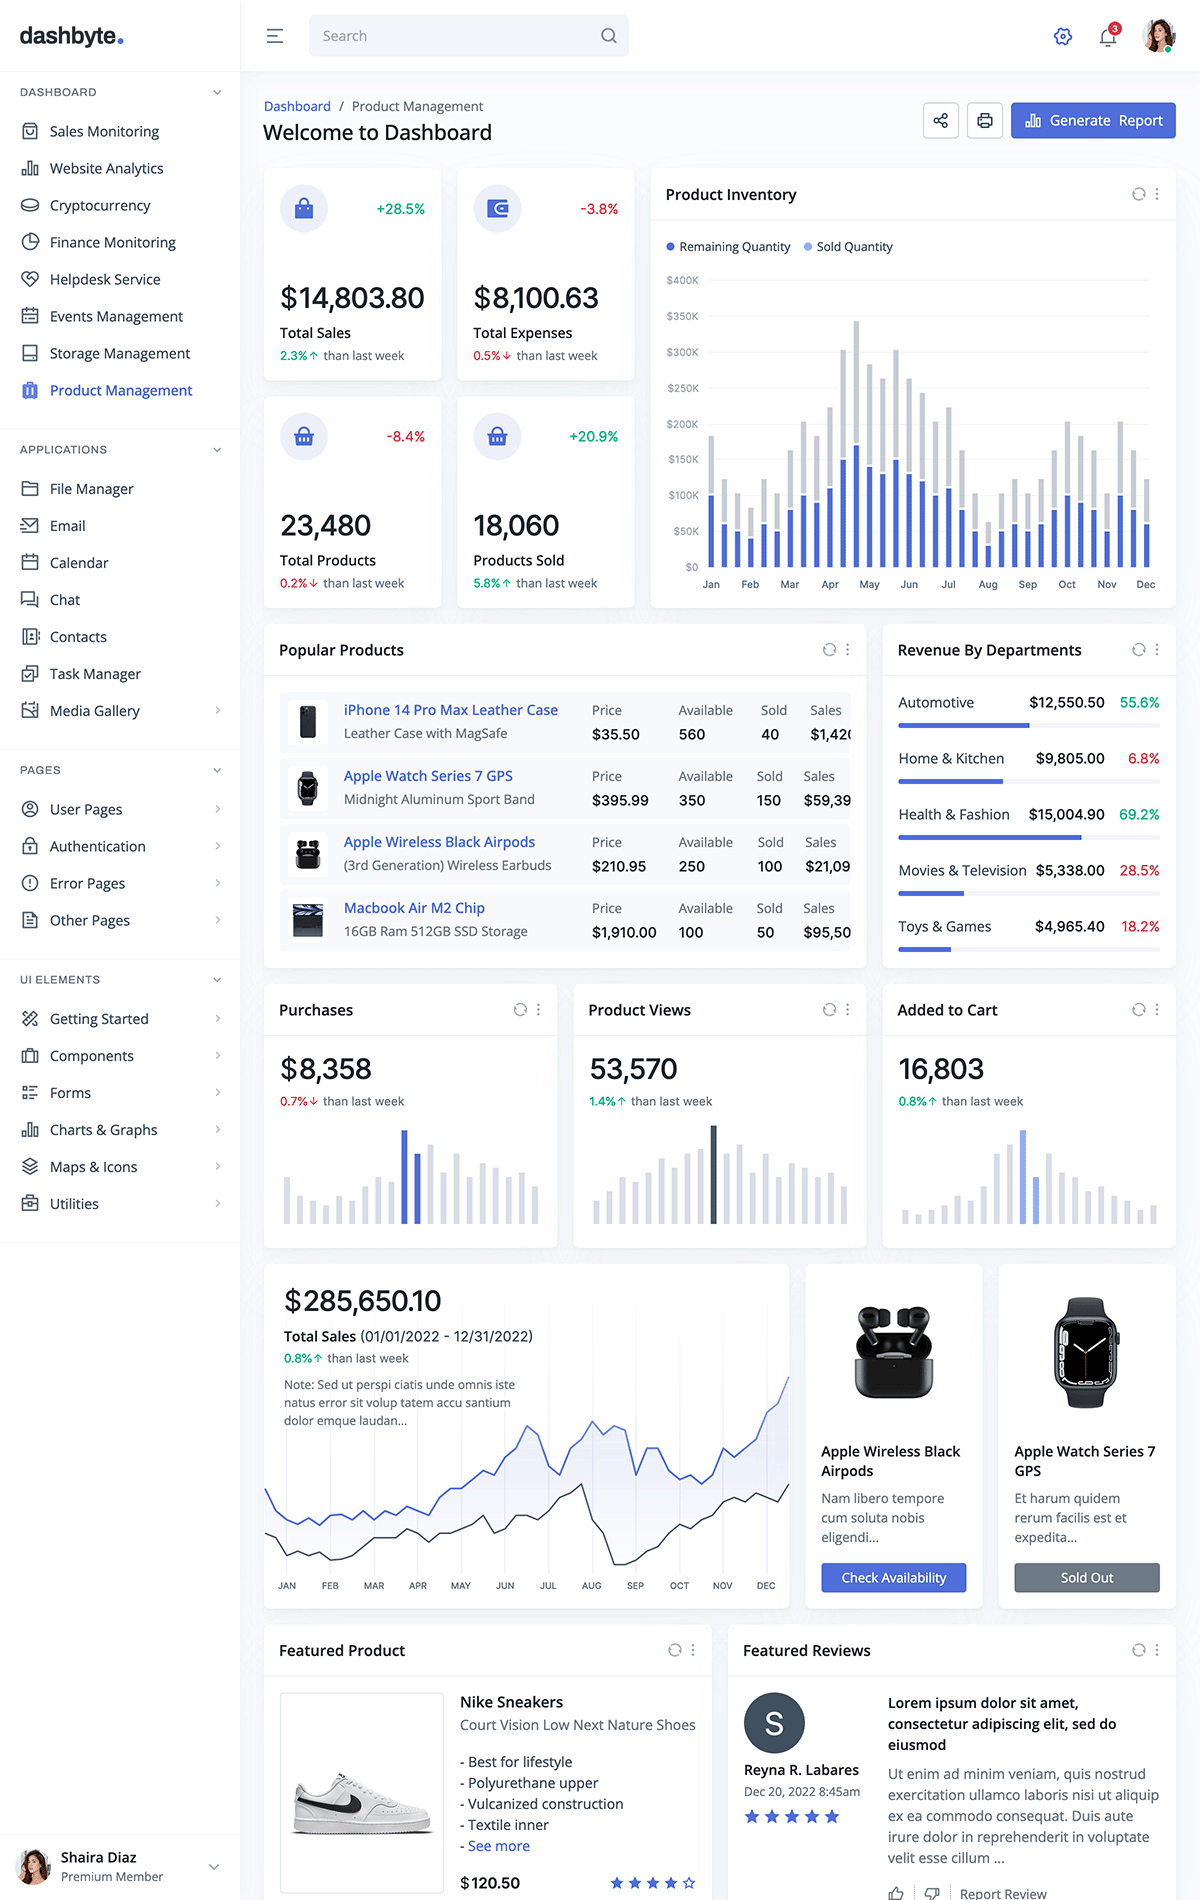 dashbyte.
Search
3
DASHBOARD
Sales Monitoring
Website Analytics
Cryptocurrency
Finance Monitoring
Helpdesk Service
Events Management
Storage Management
Product Management
APPLICATIONS
File Manager
Email
Calendar
Chat
Contacts
Task Manager
Media Gallery
PAGES
User Pages
Authentication
Error Pages
Other Pages
UI ELEMENTS
Getting Started
Components
Forms
Charts & Graphs
Maps & Icons
Utilities
Shaira Diaz
Premium Member
Dashboard / Product Management
Welcome to Dashboard
Generate Report
+28.5%
$14,803.80
Total Sales
2.3%↑ than last week
-3.8%
$8,100.63
Total Expenses
0.5%↓ than last week
-8.4%
23,480
Total Products
0.2%↓ than last week
+20.9%
18,060
Products Sold
5.8%↑ than last week
Product Inventory
Remaining Quantity Sold Quantity
$400K
$350K
$300K
$250K
$200K
$150K
$100K
$50K
$0
Jan Feb Mar Apr May Jun Jul Aug Sep Oct Nov Dec
Popular Products
iPhone 14 Pro Max Leather Case Price Available Sold Sales
Leather Case with MagSafe $35.50 560 40 $1,420
Apple Watch Series 7 GPS Price Available Sold Sales
Midnight Aluminum Sport Band $395.99 350 150 $59,39
Apple Wireless Black Airpods Price Available Sold Sales
(3rd Generation) Wireless Earbuds $210.95 250 100 $21,09
Macbook Air M2 Chip Price Available Sold Sales
16GB Ram 512GB SSD Storage $1,910.00 100 50 $95,50
Revenue By Departments
Automotive $12,550.50 55.6%
Home & Kitchen $9,805.00 6.8%
Health & Fashion $15,004.90 69.2%
Movies & Television $5,338.00 28.5%
Toys & Games $4,965.40 18.2%
Purchases
$8,358
0.7%↓ than last week
Product Views
53,570
1.4%↑ than last week
Added to Cart
16,803
0.8%↑ than last week
$285,650.10
Total Sales (01/01/2022 - 12/31/2022)
0.8%↑ than last week
Note: Sed ut perspi ciatis unde omnis iste
natus error sit volup tatem accu santium
dolor emque laudan...
JAN FEB MAR APR MAY JUN JUL AUG SEP OCT NOV DEC
Apple Wireless Black
Airpods
Nam libero tempore
cum soluta nobis
eligendi...
Check Availability
Apple Watch Series 7
GPS
Et harum quidem
rerum facilis est et
expedita...
Sold Out
Featured Product
Nike Sneakers
Court Vision Low Next Nature Shoes
- Best for lifestyle
- Polyurethane upper
- Vulcanized construction
- Textile inner
- See more
$120.50
Featured Reviews
S
Reyna R. Labares
Dec 20, 2022 8:45am
Lorem ipsum dolor sit amet,
consectetur adipiscing elit, sed do
eiusmod
Ut enim ad minim veniam, quis nostrud
exercitation ullamco laboris nisi ut aliquip
ex ea commodo consequat. Duis aute
irure dolor in reprehenderit in voluptate
velit esse cillum ...
Report Review